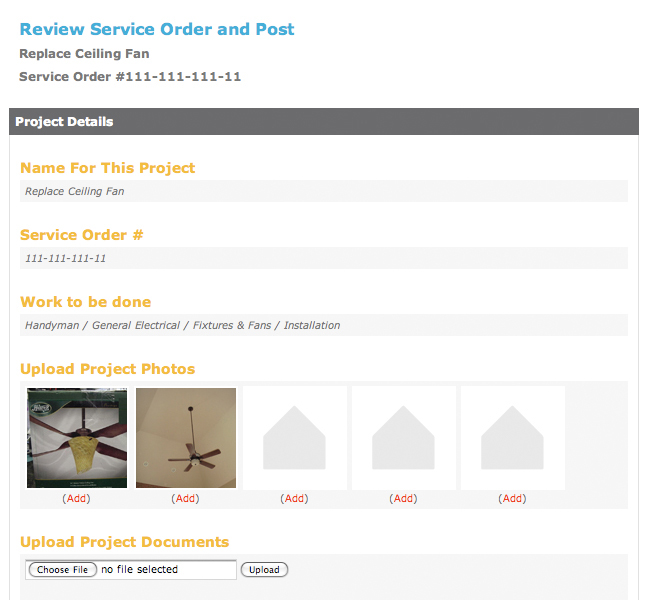 Review Service Order and Post
Replace Ceiling Fan
Service Order #111-111-111-11
Project Details
Name For This Project
Replace Ceiling Fan
Service Order #
111-111-111-11
Work to be done
Handyman / General Electrical / Fixtures & Fans / Installation
Upload Project Photos
(Add) (Add) (Add) (Add) (Add)
Upload Project Documents
Choose File no file selected Upload